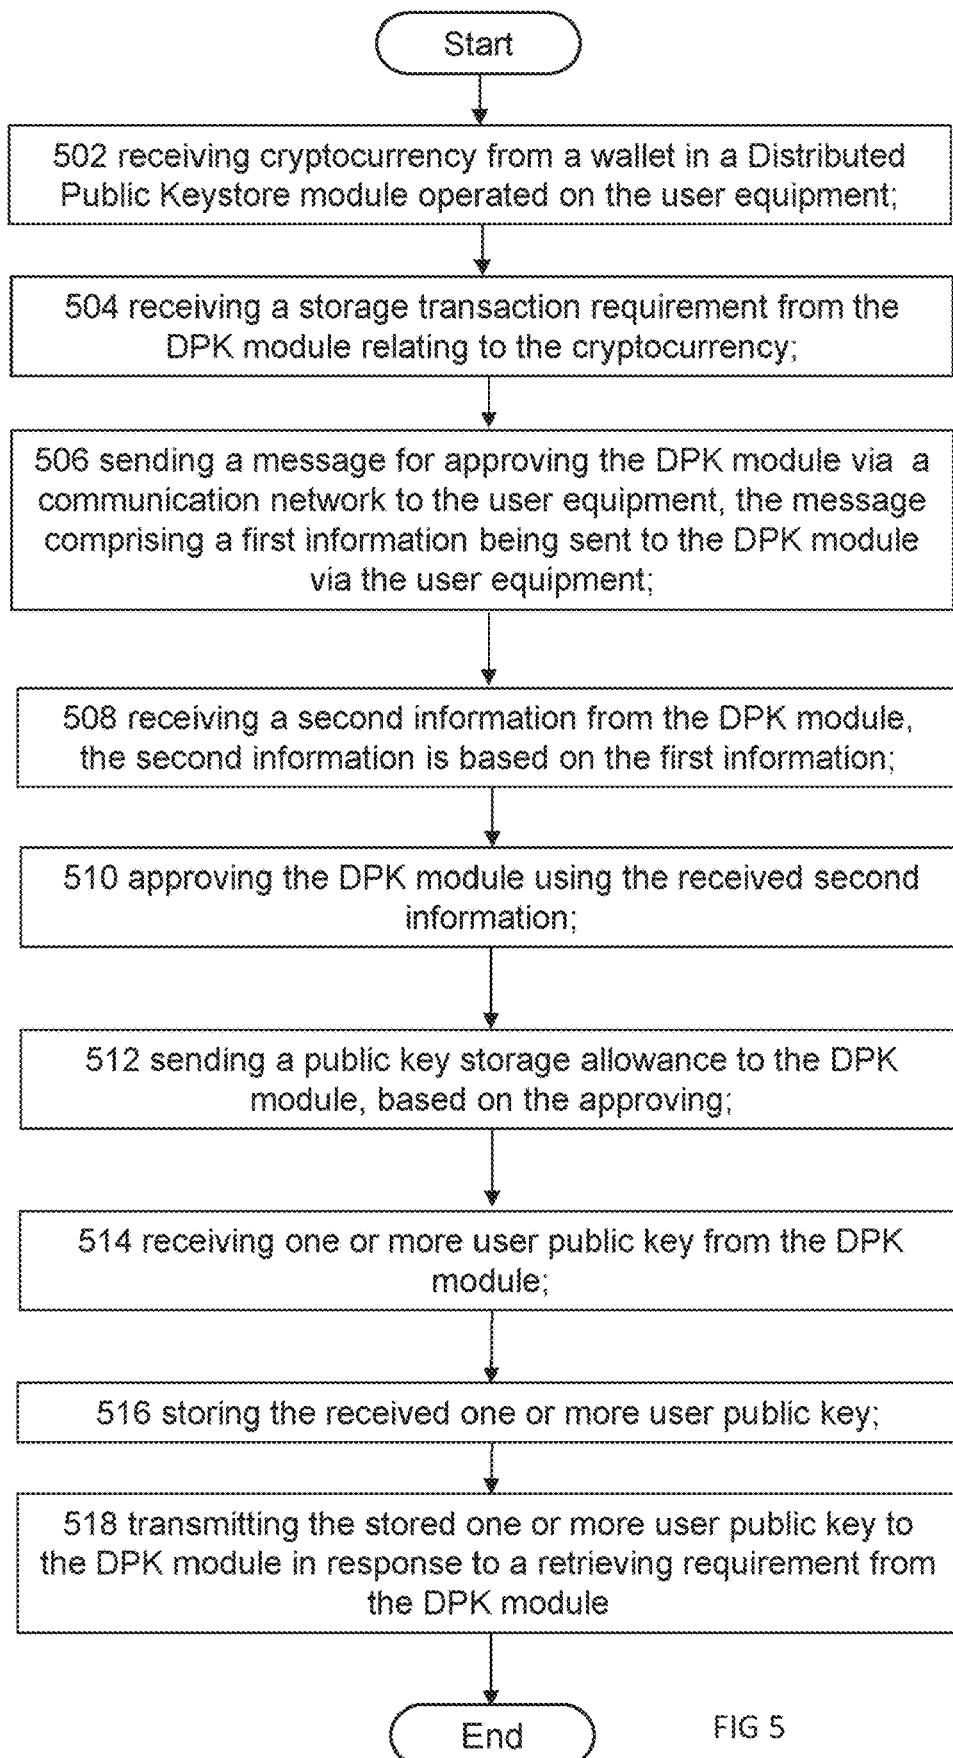 Start
502 receiving cryptocurrency from a wallet in a Distributed
Public Keystore module operated on the user equipment;
504 receiving a storage transaction requirement from the
DPK module relating to the cryptocurrency;
506 sending a message for approving the DPK module via a
communication network to the user equipment, the message
comprising a first information being sent to the DPK module
via the user equipment;
508 receiving a second information from the DPK module,
the second information is based on the first information;
510 approving the DPK module using the received second
information;
512 sending a public key storage allowance to the DPK
module, based on the approving;
514 receiving one or more user public key from the DPK
module;
516 storing the received one or more user public key;
518 transmitting the stored one or more user public key to
the DPK module in response to a retrieving requirement from
the DPK module
End
FIG 5